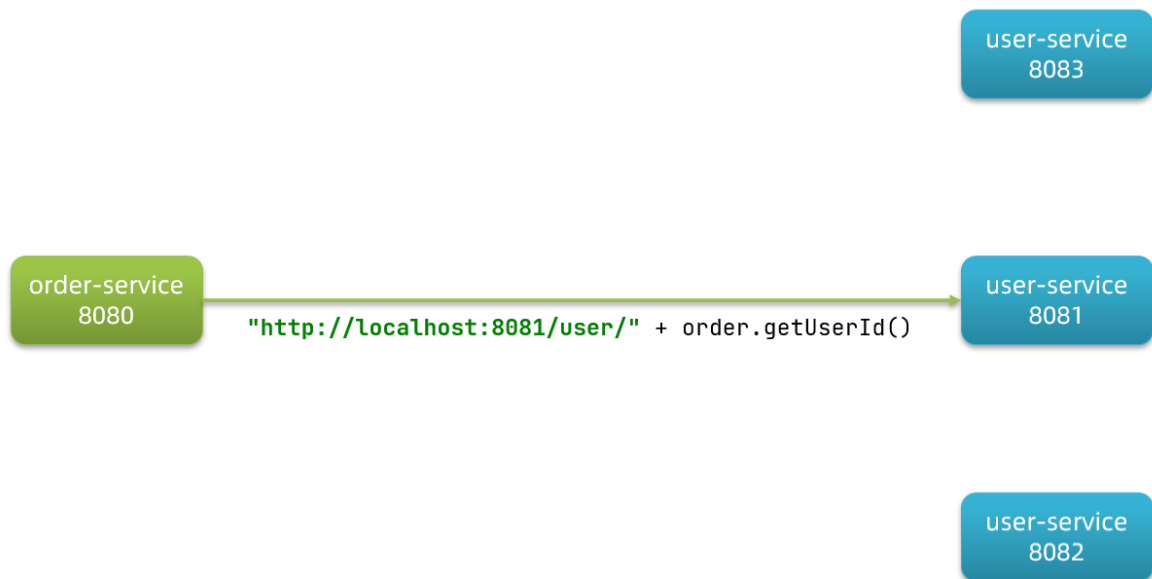 user-service
8083
order-service
8080
"http://localhost:8081/user/" + order.getUserId()
user-service
8081
user-service
8082